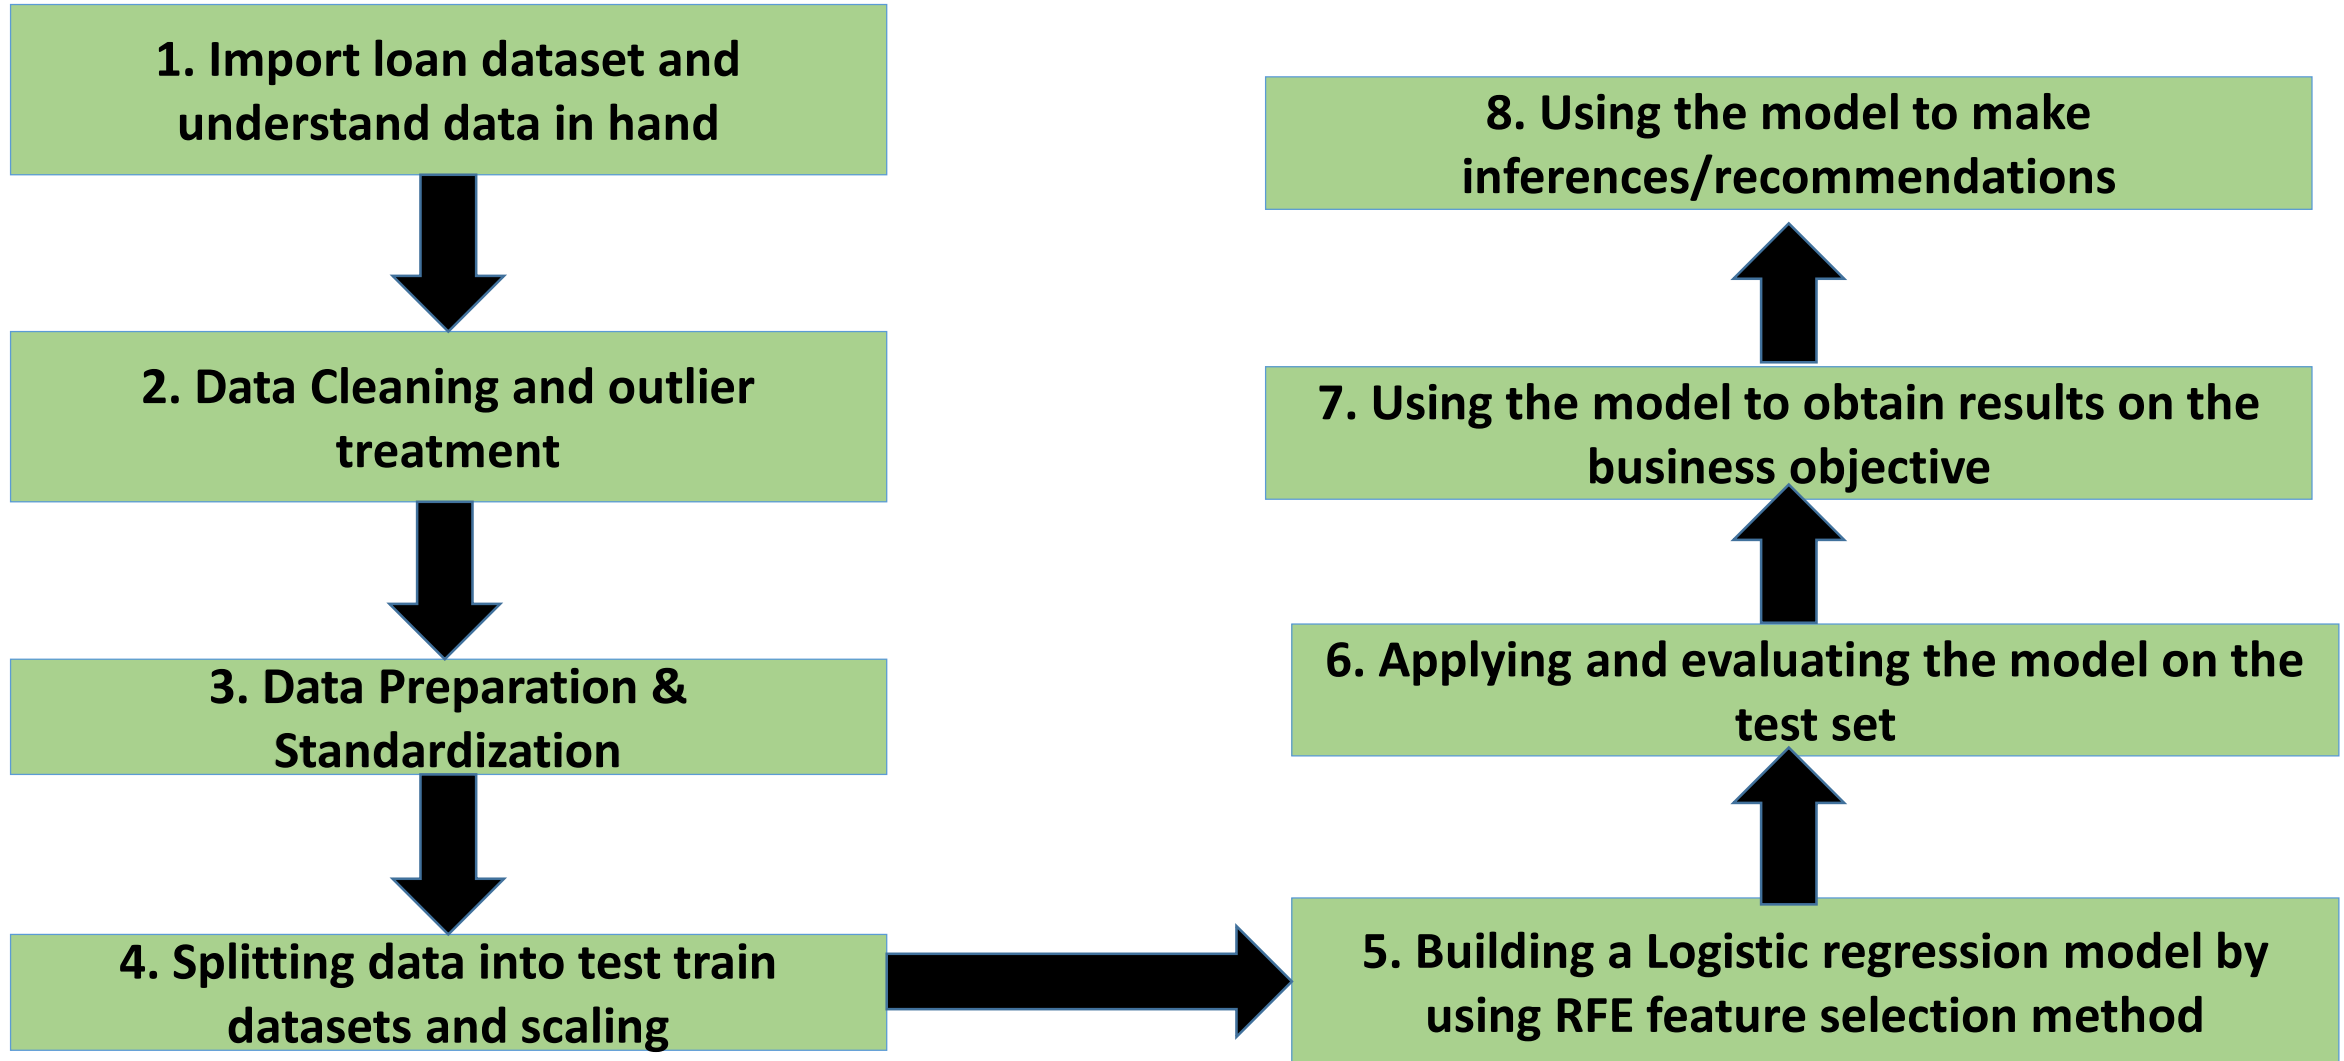 1. Import loan dataset and
understand data in hand
2. Data Cleaning and outlier
treatment
3. Data Preparation &
Standardization
4. Splitting data into test train
datasets and scaling
5. Building a Logistic regression model by
using RFE feature selection method
6. Applying and evaluating the model on the
test set
7. Using the model to obtain results on the
business objective
8. Using the model to make
inferences/recommendations